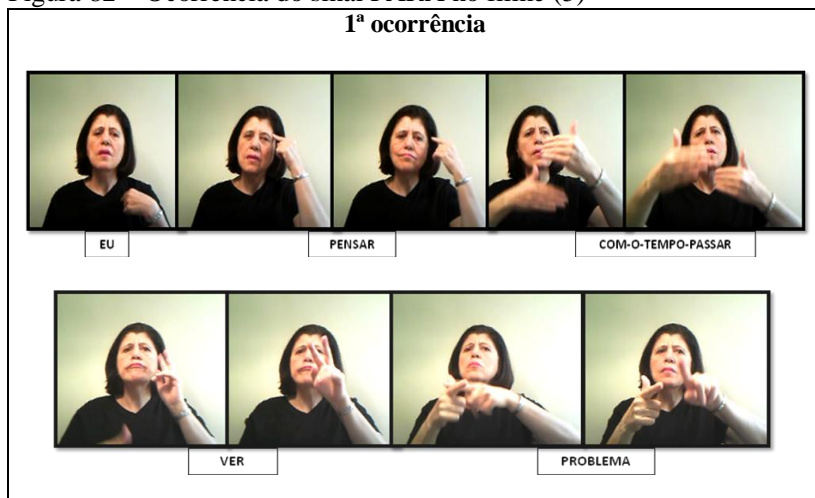 1ª ocorrência
EU
PENSAR
COM-O-TEMPO-PASSAR
VER
PROBLEMA